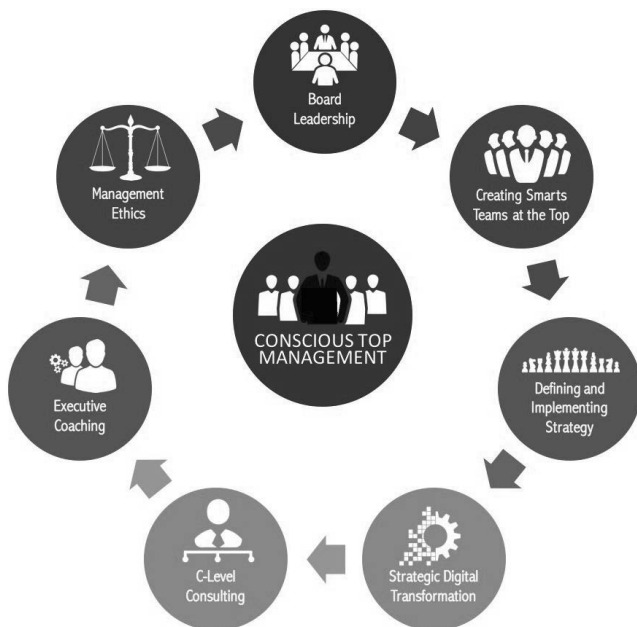 Board
Leadership
Creating Smarts
Teams at the Top
Defining and
Implementing
Strategy
Strategic Digital
Transformation
C-Level
Consulting
Executive
Coaching
Management
Ethics
CONSCIOUS TOP
MANAGEMENT